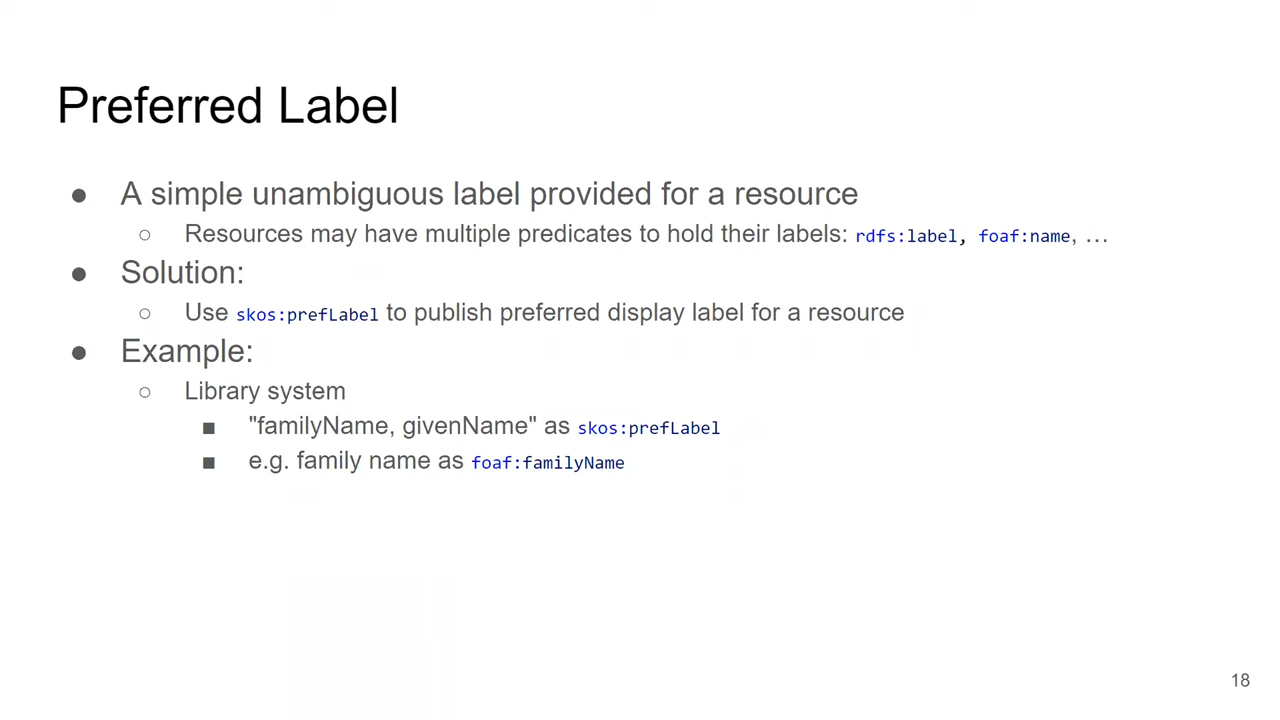 Preferred Label
● A simple unambiguous label provided for a resource
○ Resources may have multiple predicates to hold their labels: rdfs:label, foaf:name, …
● Solution:
○ Use skos:prefLabel to publish preferred display label for a resource
● Example:
○ Library system
■ "familyName, givenName" as skos:prefLabel
■ e.g. family name as foaf:familyName
18